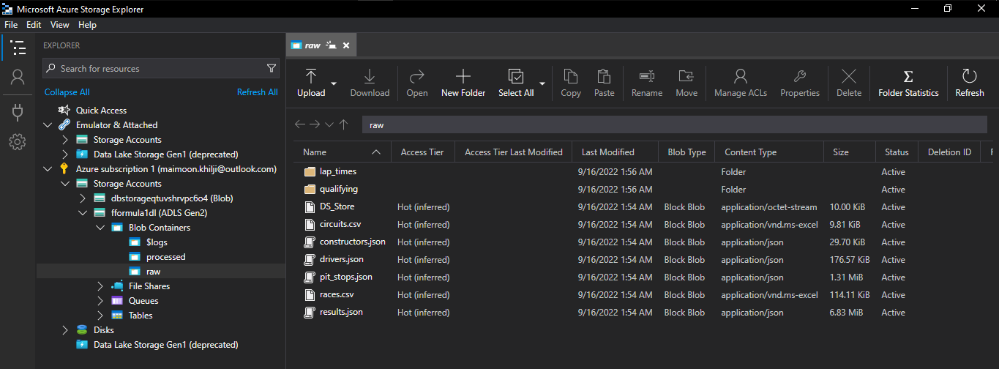 Microsoft Azure Storage Explorer
File Edit View Help
EXPLORER
Search for resources
Collapse All Refresh All
Quick Access
Emulator & Attached
Storage Accounts
Data Lake Storage Gen1 (deprecated)
Azure subscription 1 (maimoon.khilji@outlook.com)
Storage Accounts
dbstorageqtuvshrvpc6o4 (Blob)
fformula1dl (ADLS Gen2)
Blob Containers
$logs
processed
raw
File Shares
Queues
Tables
Disks
Data Lake Storage Gen1 (deprecated)
raw
Upload Download Open New Folder Select All Copy Paste Rename Move Manage ACLs Properties Delete Folder Statistics Refresh
raw
Name Access Tier Access Tier Last Modified Last Modified Blob Type Content Type Size Status Deletion ID F
lap_times 9/16/2022 1:56 AM Folder Active
qualifying 9/16/2022 1:56 AM Folder Active
DS_Store Hot (inferred) 9/16/2022 1:54 AM Block Blob application/octet-stream 10.00 KiB Active
circuits.csv Hot (inferred) 9/16/2022 1:54 AM Block Blob application/vnd.ms-excel 9.81 KiB Active
constructors.json Hot (inferred) 9/16/2022 1:54 AM Block Blob application/json 29.70 KiB Active
drivers.json Hot (inferred) 9/16/2022 1:54 AM Block Blob application/json 176.57 KiB Active
pit_stops.json Hot (inferred) 9/16/2022 1:54 AM Block Blob application/json 1.31 MiB Active
races.csv Hot (inferred) 9/16/2022 1:54 AM Block Blob application/vnd.ms-excel 114.11 KiB Active
results.json Hot (inferred) 9/16/2022 1:54 AM Block Blob application/json 6.83 MiB Active